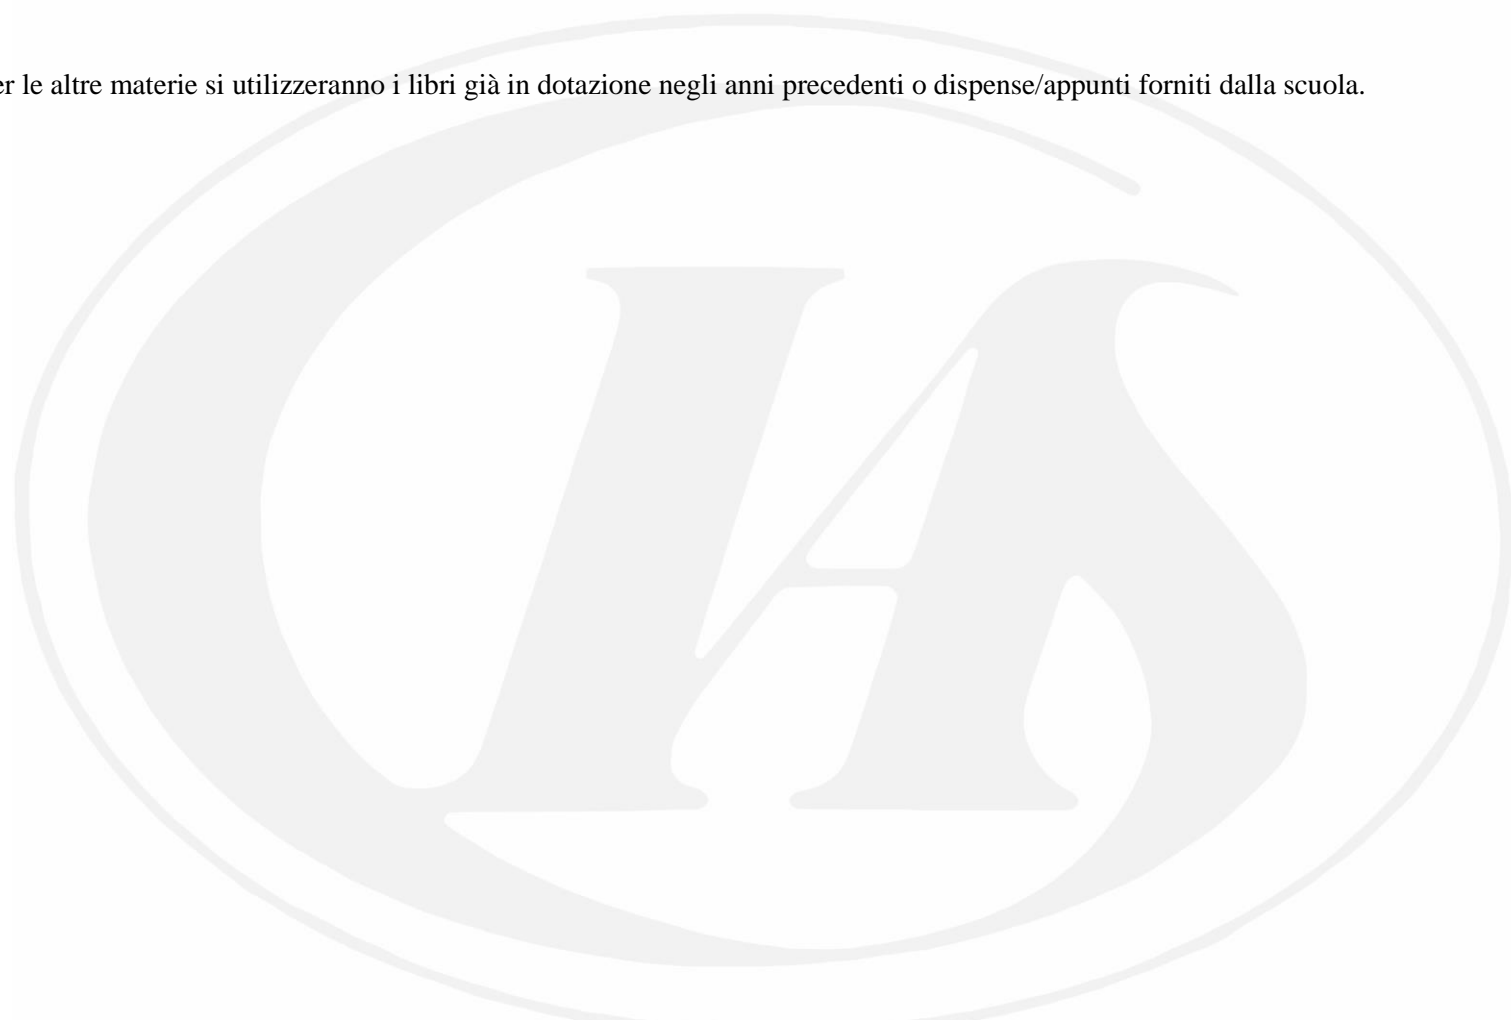 er le altre materie si utilizzeranno i libri già in dotazione negli anni precedenti o dispense/appunti forniti dalla scuola.